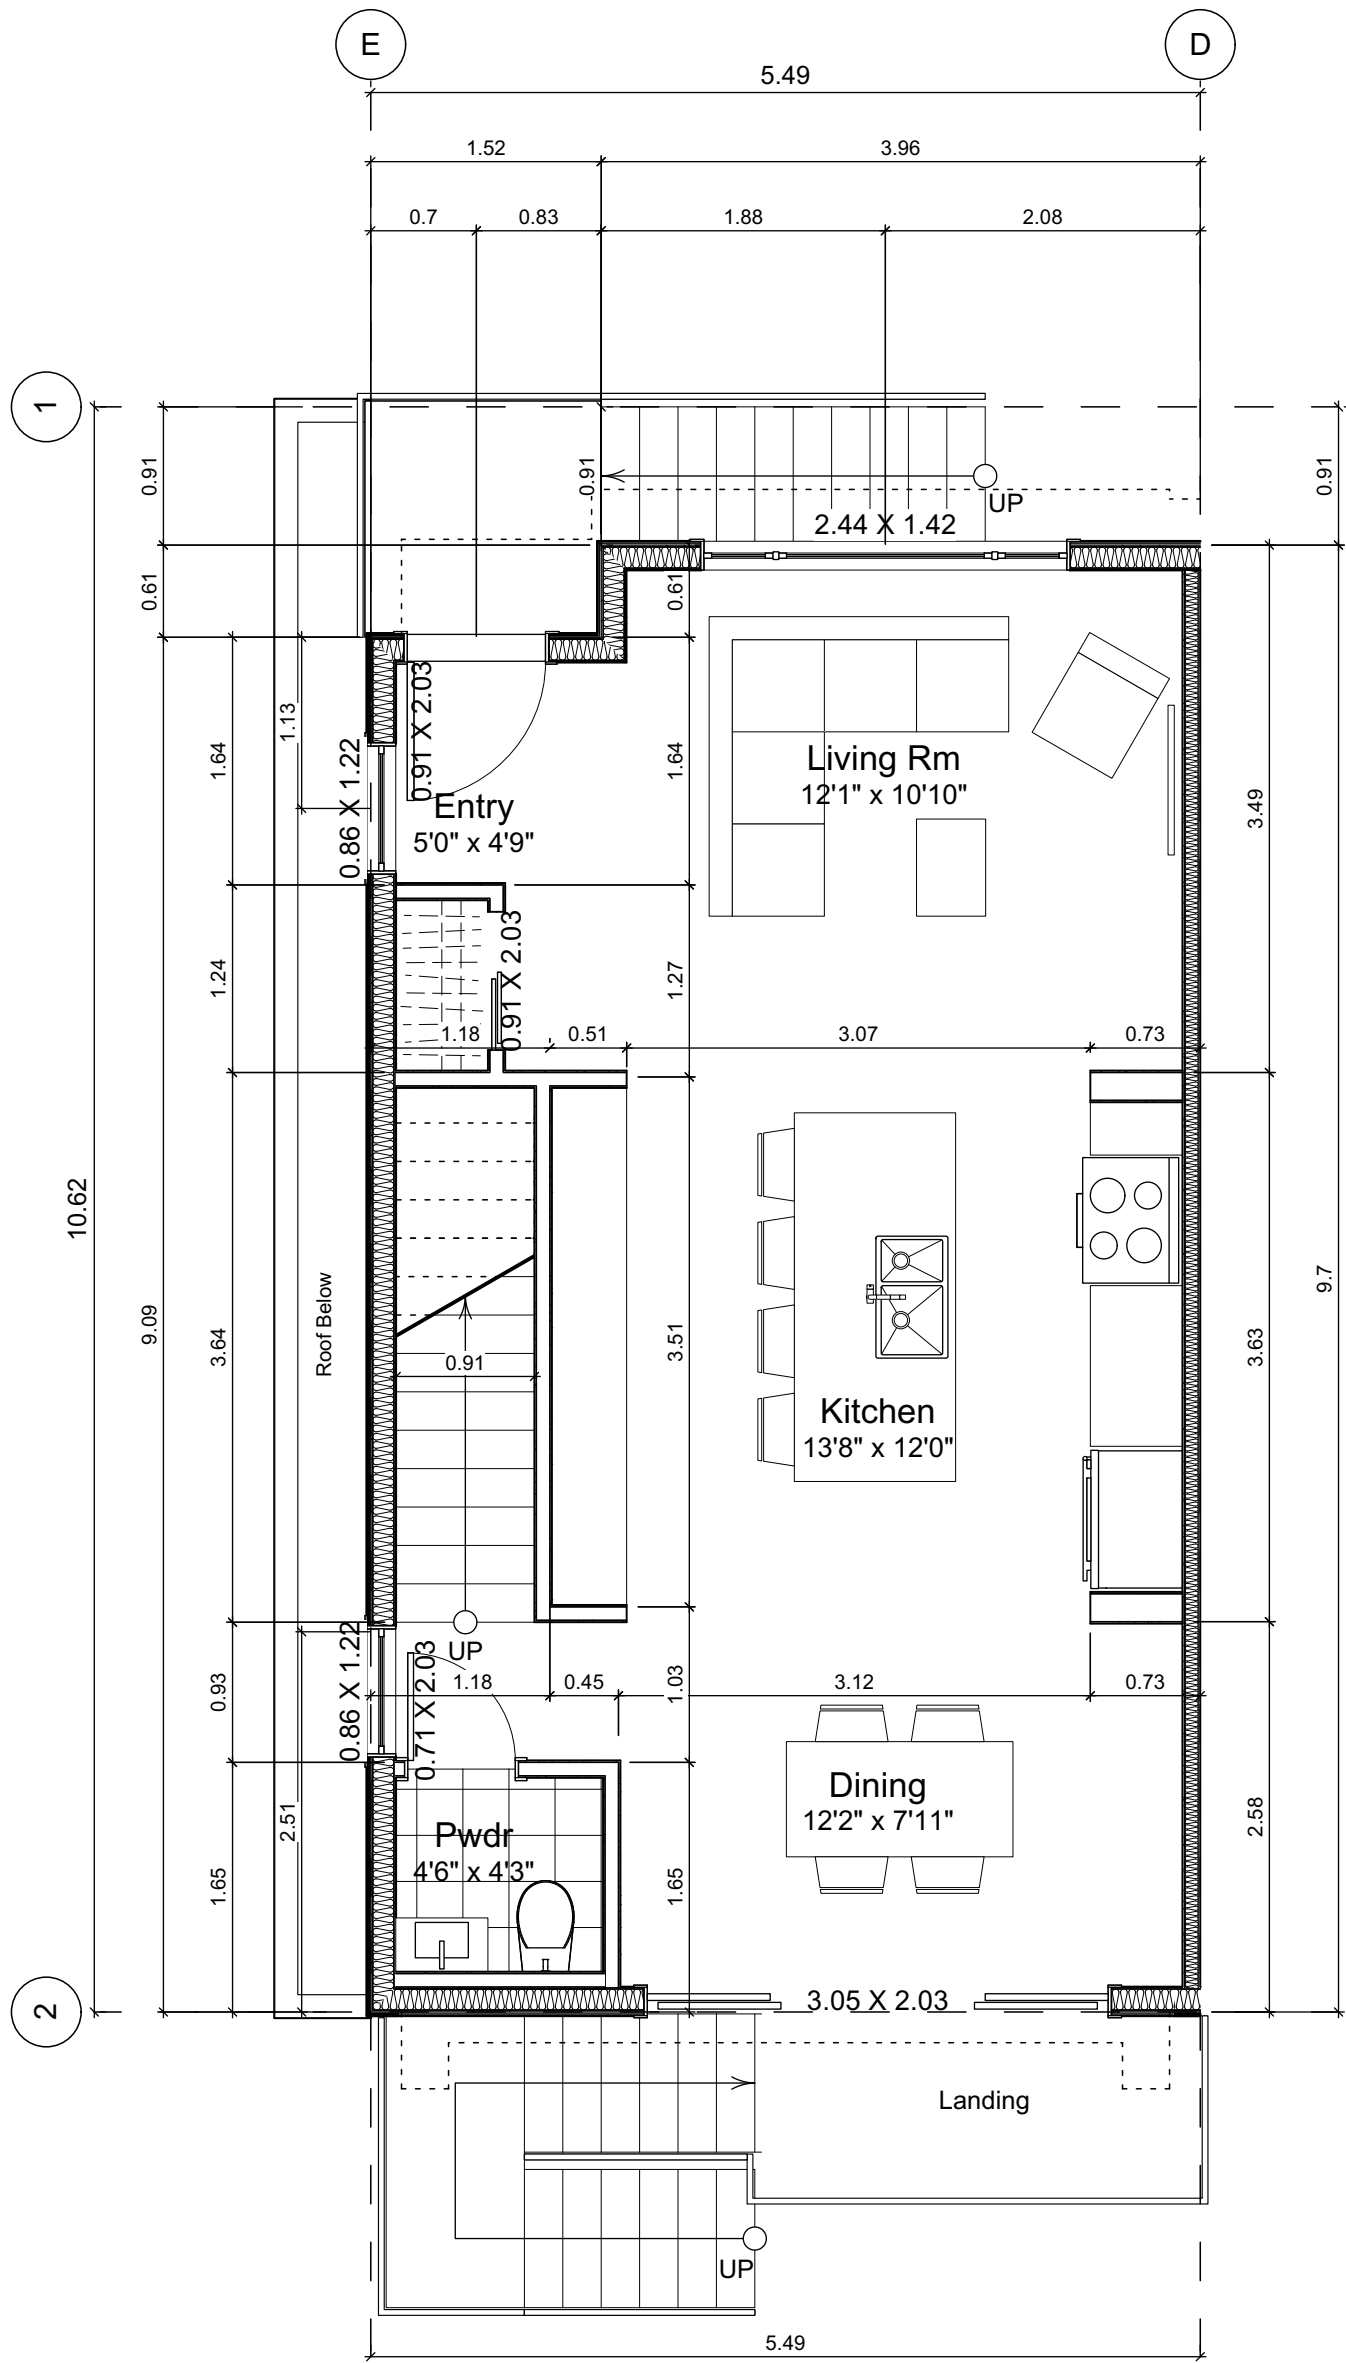 E
D
5.49
1.52
3.96
0.7
0.83
1.88
2.08
1
0.91
0.91
0.91
UP
2.44 X 1.42
0.61
0.61
1.13
0.91 X 2.03
1.64
0.86 X 1.22
1.64
Living Rm
12'1" x 10'10"
3.49
Entry
5'0" x 4'9"
1.24
0.91 X 2.03
1.27
1.18
0.51
3.07
0.73
10.62
9.09
3.64
Roof Below
0.91
3.51
3.63
9.7
Kitchen
13'8" x 12'0"
UP
0.93
0.86 X 1.22
0.71 X 2.03
1.18
0.45
1.03
3.12
0.73
2.51
1.65
Pwdr
4'6" x 4'3"
1.65
Dining
12'2" x 7'11"
2.58
2
3.05 X 2.03
Landing
UP
5.49